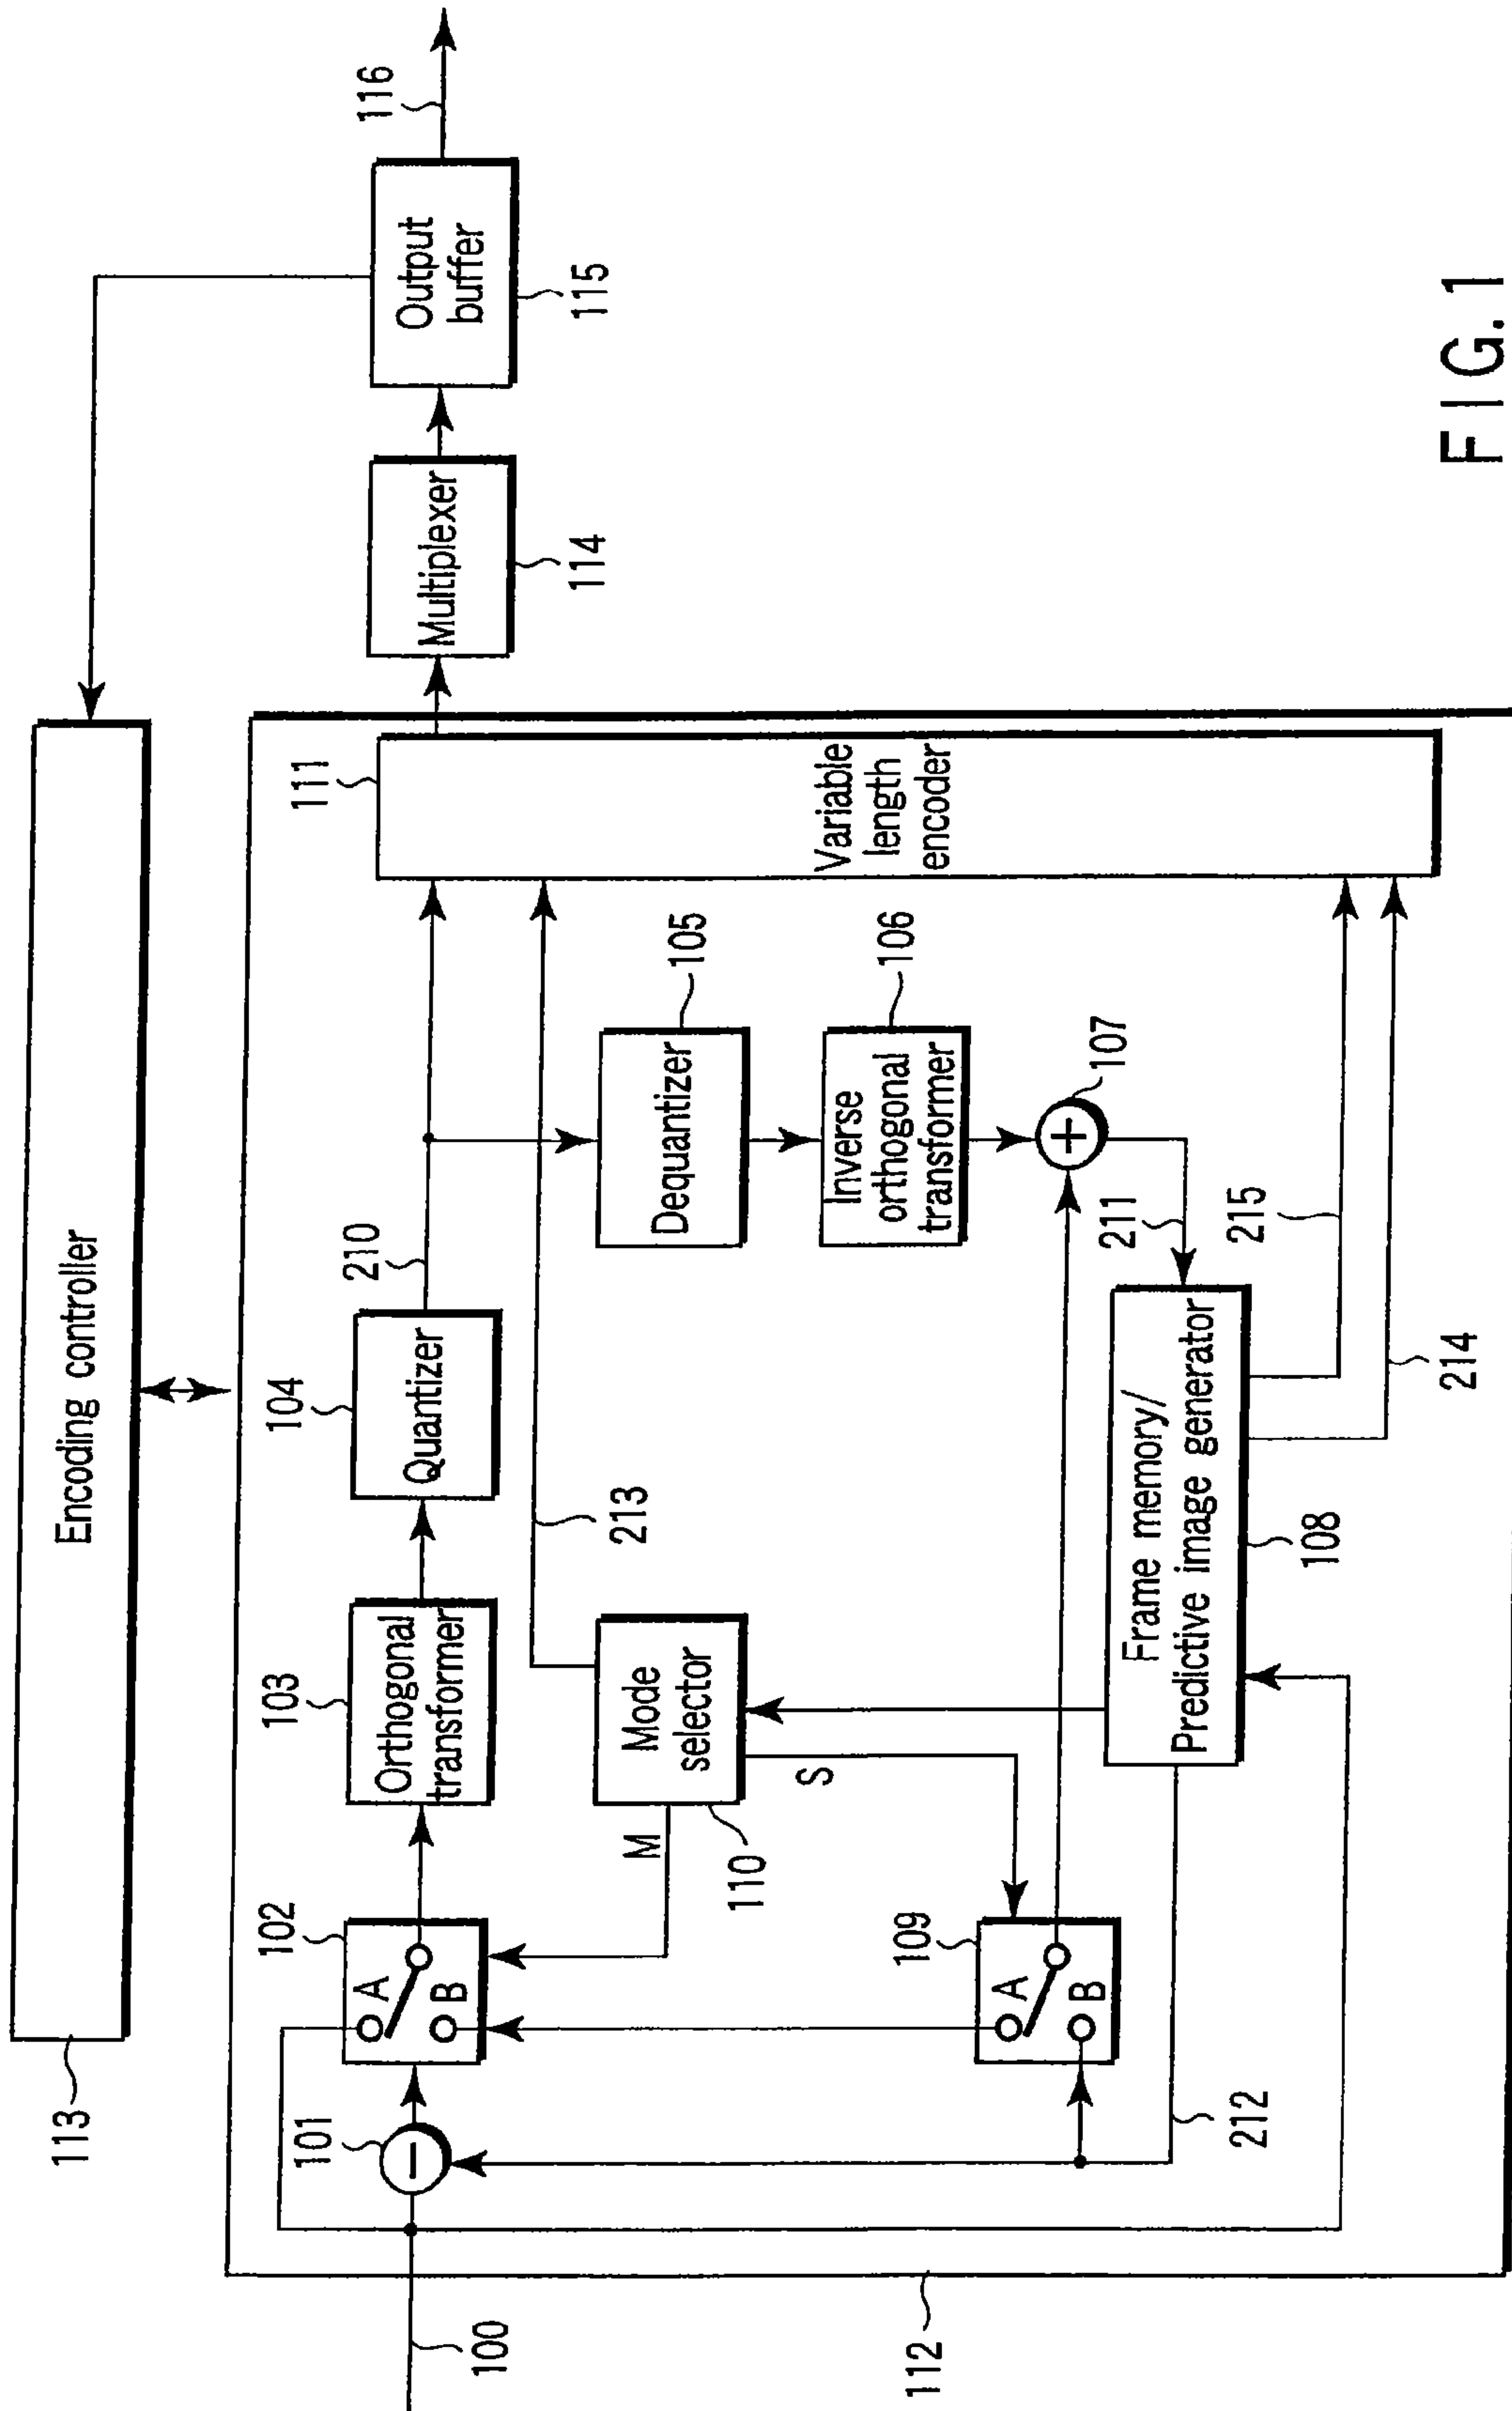 113
Encoding controller
116
Output
buffer
115
Multiplexer
114
112
100
101
102
A
B
103
Orthogonal
transformer
104
Quantizer
210
111
Variable
length
encoder
M
Mode
selector
110
S
213
Dequantizer
105
Inverse
orthogonal
transformer
106
107
109
A
B
212
Frame memory/
Predictive image generator
108
211
215
214
FIG. 1